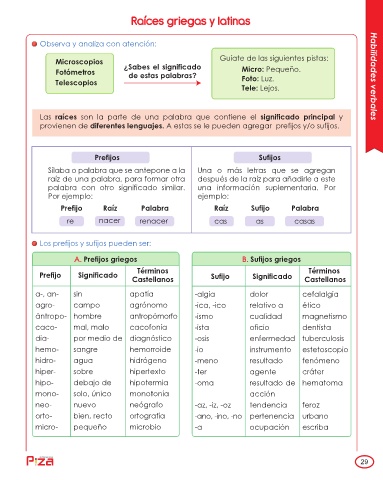 Raíces griegas y latinas
Observa y analiza con atención:
Microscopios
Fotómetros
Telescopios
¿Sabes el significado
de estas palabras?
Guíate de las siguientes pistas:
Micro: Pequeño.
Foto: Luz.
Tele: Lejos.
Habilidades verbales
Las raíces son la parte de una palabra que contiene el significado principal y
provienen de diferentes lenguajes. A estas se le pueden agregar prefijos y/o sufijos.
Prefijos
Sílaba o palabra que se antepone a la
raíz de una palabra, para formar otra
palabra con otro significado similar.
Por ejemplo:
Prefijo Raíz Palabra
re nacer renacer
Sufijos
Una o más letras que se agregan
después de la raíz para añadirle a este
una información suplementaria. Por
ejemplo:
Raíz Sufijo Palabra
cas as casas
Los prefijos y sufijos pueden ser:
A. Prefijos griegos
Prefijo Significado Términos Castellanos
a-, an- sin apatía
agro- campo agrónomo
ántropo- hombre antropomorfo
caco- mal, malo cacofonía
dia- por medio de diagnóstico
hemo- sangre hemorroide
hidro- agua hidrógeno
hiper- sobre hipertexto
hipo- debajo de hipotermia
mono- solo, único monotonía
neo- nuevo neógrafo
orto- bien, recto ortografía
micro- pequeño microbio
B. Sufijos griegos
Sufijo Significado Términos Castellanos
-algia dolor cefalalgia
-ica, -ico relativo a ético
-ismo cualidad magnetismo
-ista oficio dentista
-osis enfermedad tuberculosis
-io instrumento estetoscopio
-meno resultado fenómeno
-ter agente cráter
-oma resultado de hematoma
acción
-az, -iz, -oz tendencia feroz
-ano, -ino, -no pertenencia urbano
-a ocupación escriba
Piza
29